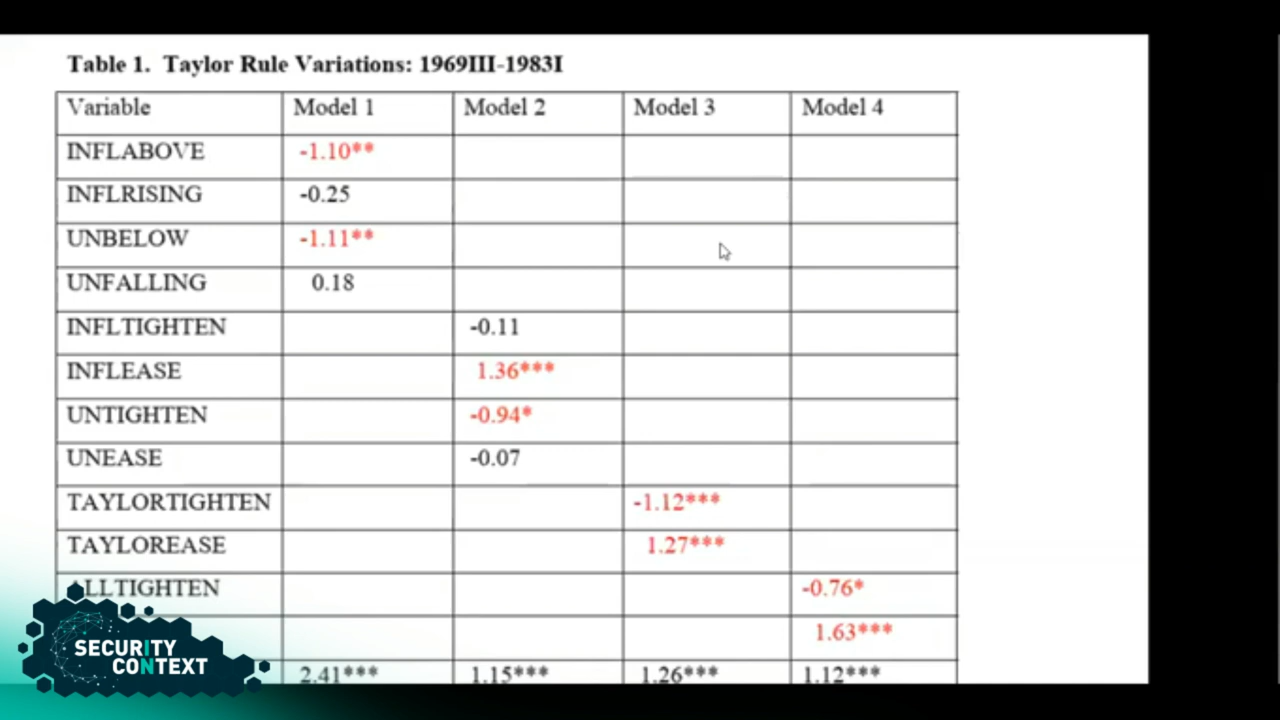 Table 1. Taylor Rule Variations: 1969III-1983I
Variable Model 1 Model 2 Model 3 Model 4
INFLABOVE -1.10**
INFLRISING -0.25
UNBELOW -1.11**
UNFALLING 0.18
INFLTIGHTEN -0.11
INFLEASE 1.36***
UNTIGHTEN -0.94*
UNEASE -0.07
TAYLORTIGHTEN -1.12***
TAYLOREASE 1.27***
LLTIGHTEN -0.76*
1.63***
2.41*** 1.15*** 1.26*** 1.12***
SECURITY
CONTEXT